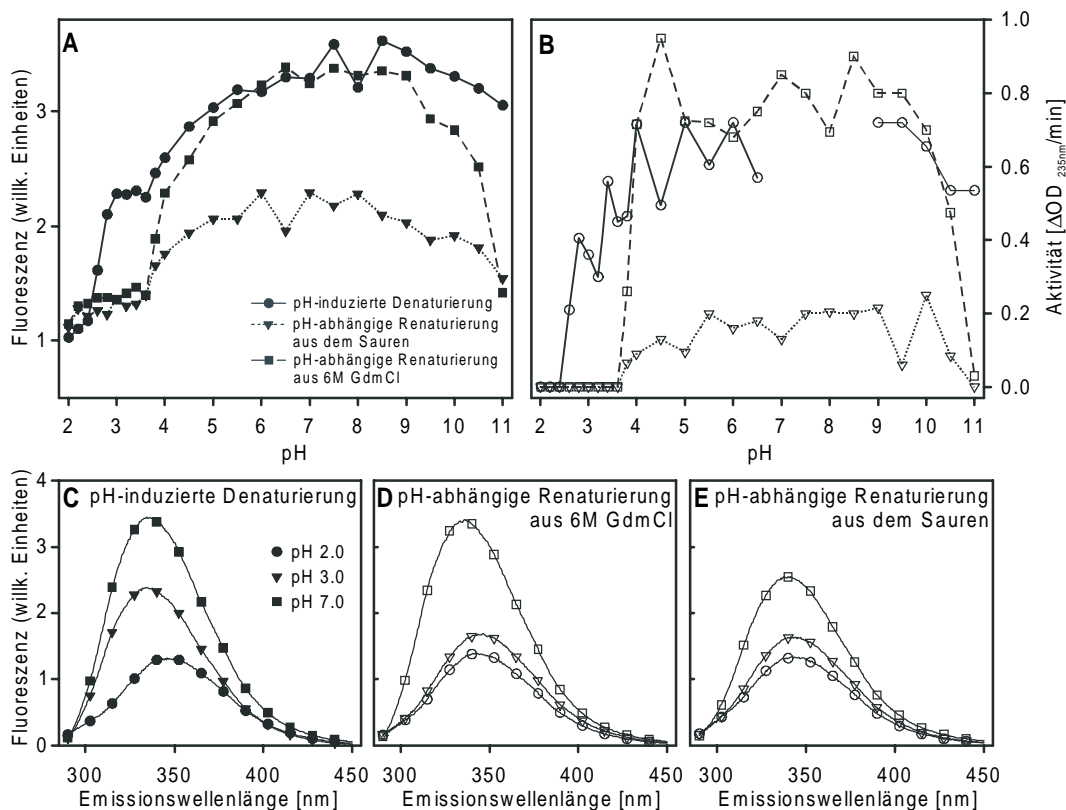 A
B
Fluoreszenz (willk. Einheiten)
3
2
1
pH-induzierte Denaturierung
pH-abhängige Renaturierung
aus dem Sauren
pH-abhängige Renaturierung
aus 6M GdmCl
2 3 4 5 6 7 8 9 10 11
pH
1.0
0.8
0.6
0.4
0.2
0.0
Aktivität [ΔOD 235nm/min]
2 3 4 5 6 7 8 9 10 11
pH
Fluoreszenz (willk. Einheiten)
4
3
2
1
0
C pH-induzierte Denaturierung
pH 2.0
pH 3.0
pH 7.0
300 350 400 450
Emissionswellenlänge [nm]
D pH-abhängige Renaturierung
aus 6M GdmCl
300 350 400 450
Emissionswellenlänge [nm]
E pH-abhängige Renaturierung
aus dem Sauren
300 350 400 450
Emissionswellenlänge [nm]